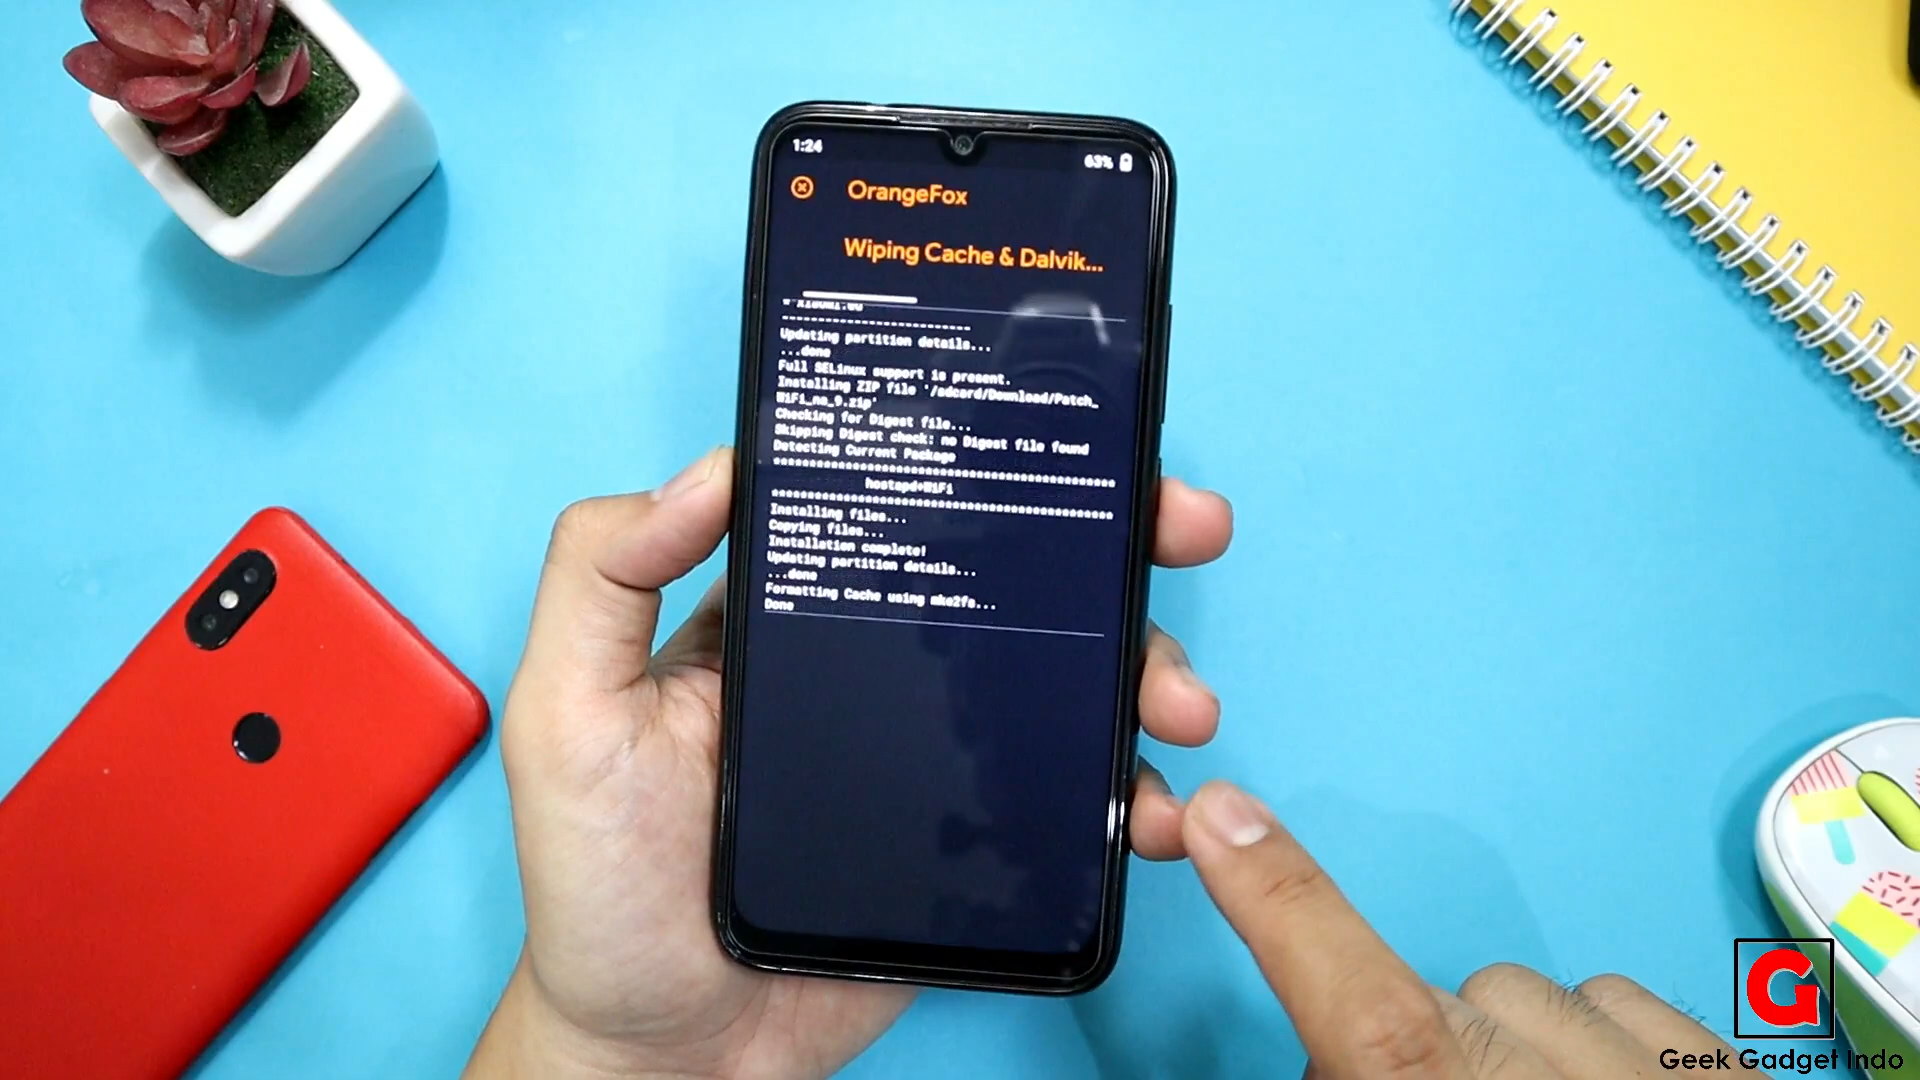 1:24
63%
OrangeFox
Wiping Cache & Dalvik...
------------------------
Updating partition details...
...done
Full SELinux support is present.
Installing ZIP file '/sdcard/Download/Patch_
WiFi_no_9.zip'
Checking for Digest file...
Skipping Digest check: no Digest file found
Detecting Current Package
************************************************
hostapd+WiFi
************************************************
Installing files...
Copying files...
Installation complete!
Updating partition details...
...done
Formatting Cache using mke2fs...
Done
G
Geek Gadget Indo